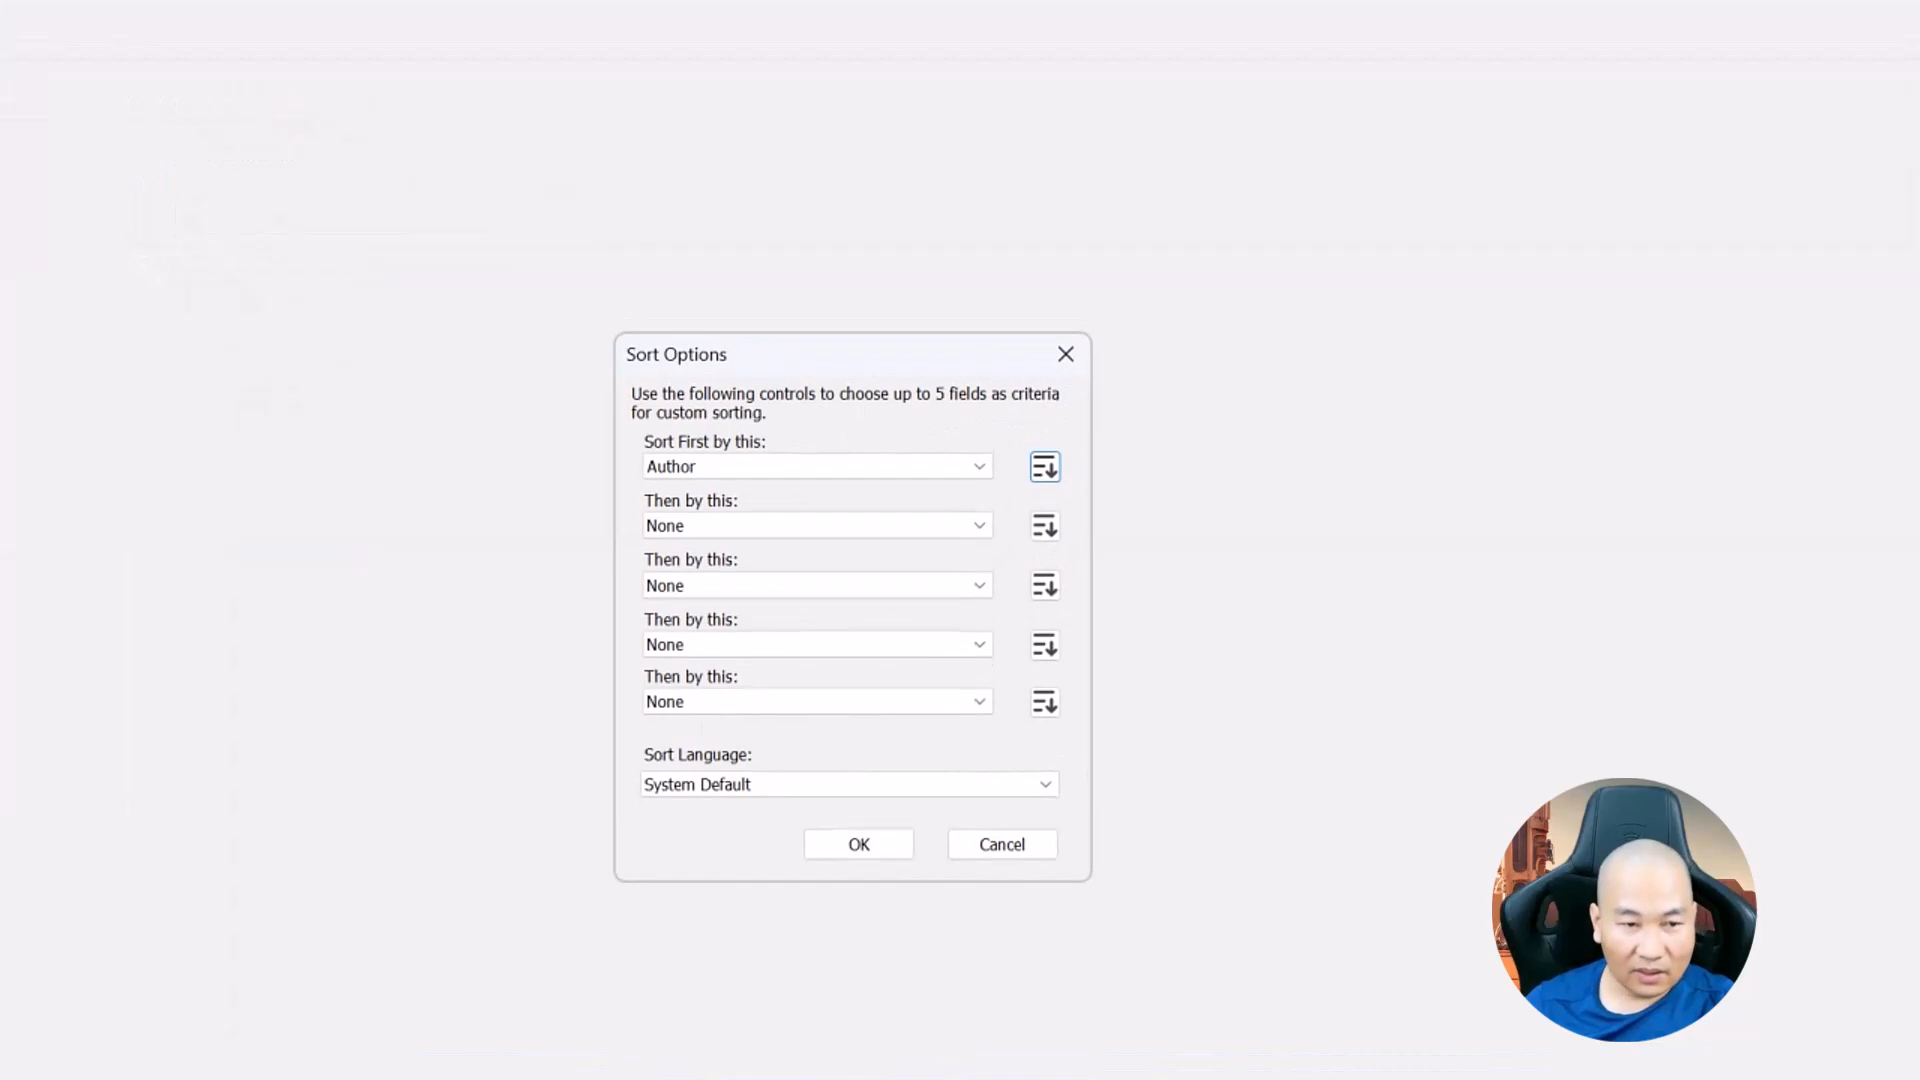 Sort Options
Use the following controls to choose up to 5 fields as criteria
for custom sorting.
Sort First by this:
Author
Then by this:
None
Then by this:
None
Then by this:
None
Then by this:
None
Sort Language:
System Default
OK
Cancel